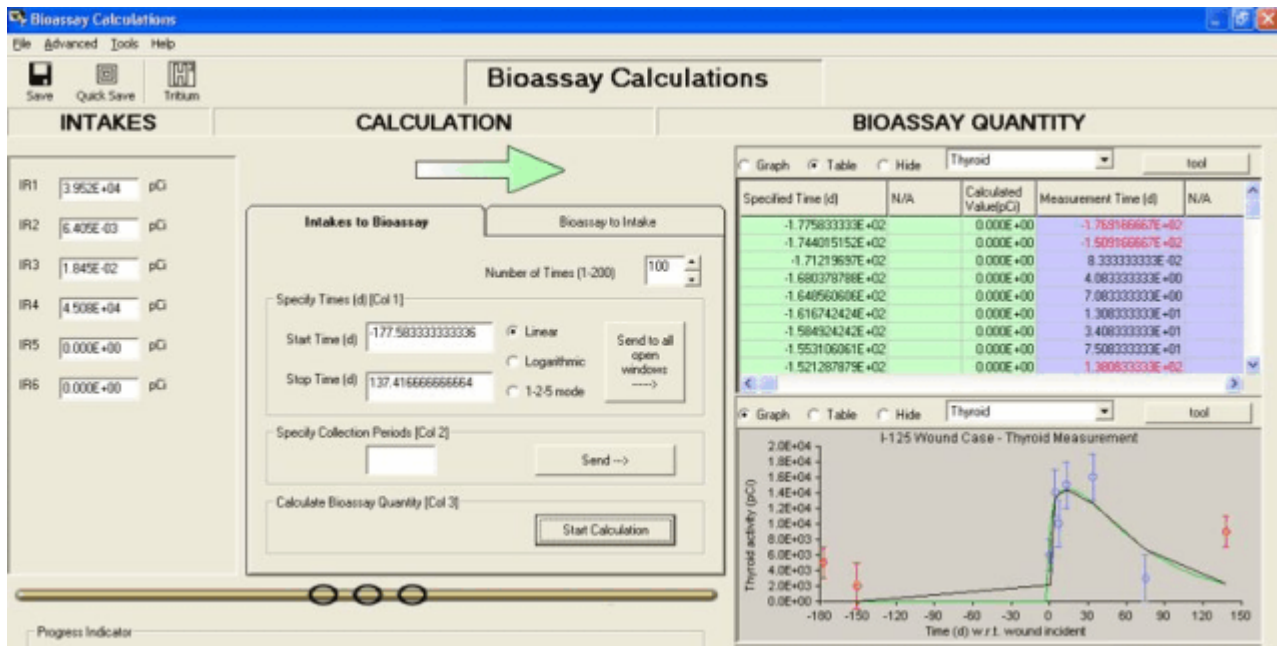 Bioassay Calculations
File Advanced Tools Help
Save Quick Save Tritium
Bioassay Calculations
INTAKES CALCULATION BIOASSAY QUANTITY
IR1 3.952E+04 pCi
IR2 6.405E-03 pCi
IR3 1.845E-02 pCi
IR4 4.508E+04 pCi
IR5 0.000E+00 pCi
IR6 0.000E+00 pCi
Intakes to Bioassay Bioassay to Intake
Number of Times (1-200) 100
Specify Times (d) [Col 1]
Start Time (d) -177.583333333336
Stop Time (d) 137.416666666664
Linear
Logarithmic
1-2-5 mode
Send to all
open
windows
----->
Specify Collection Periods [Col 2]
Send -->
Calculate Bioassay Quantity [Col 3]
Start Calculation
Progress Indicator
Graph Table Hide Thyroid tool
Specified Time (d) N/A Calculated Value(pCi) Measurement Time (d) N/A
-1.775833333E+02 0.000E+00 -1.769166667E+02
-1.744015152E+02 0.000E+00 -1.509166667E+02
-1.71219697E+02 0.000E+00 8.333333333E-02
-1.680378788E+02 0.000E+00 4.083333333E+00
-1.648560606E+02 0.000E+00 7.083333333E+00
-1.616742424E+02 0.000E+00 1.308333333E+01
-1.584924242E+02 0.000E+00 3.408333333E+01
-1.553106061E+02 0.000E+00 7.508333333E+01
-1.521287879E+02 0.000E+00 1.380833333E+02
Graph Table Hide Thyroid tool
I-125 Wound Case - Thyroid Measurement
Thyroid activity (pCi)
2.0E+04
1.8E+04
1.6E+04
1.4E+04
1.2E+04
1.0E+04
8.0E+03
6.0E+03
4.0E+03
2.0E+03
0.0E+00
-180 -150 -120 -90 -60 -30 0 30 60 90 120 150
Time (d) w.r.t. wound incident